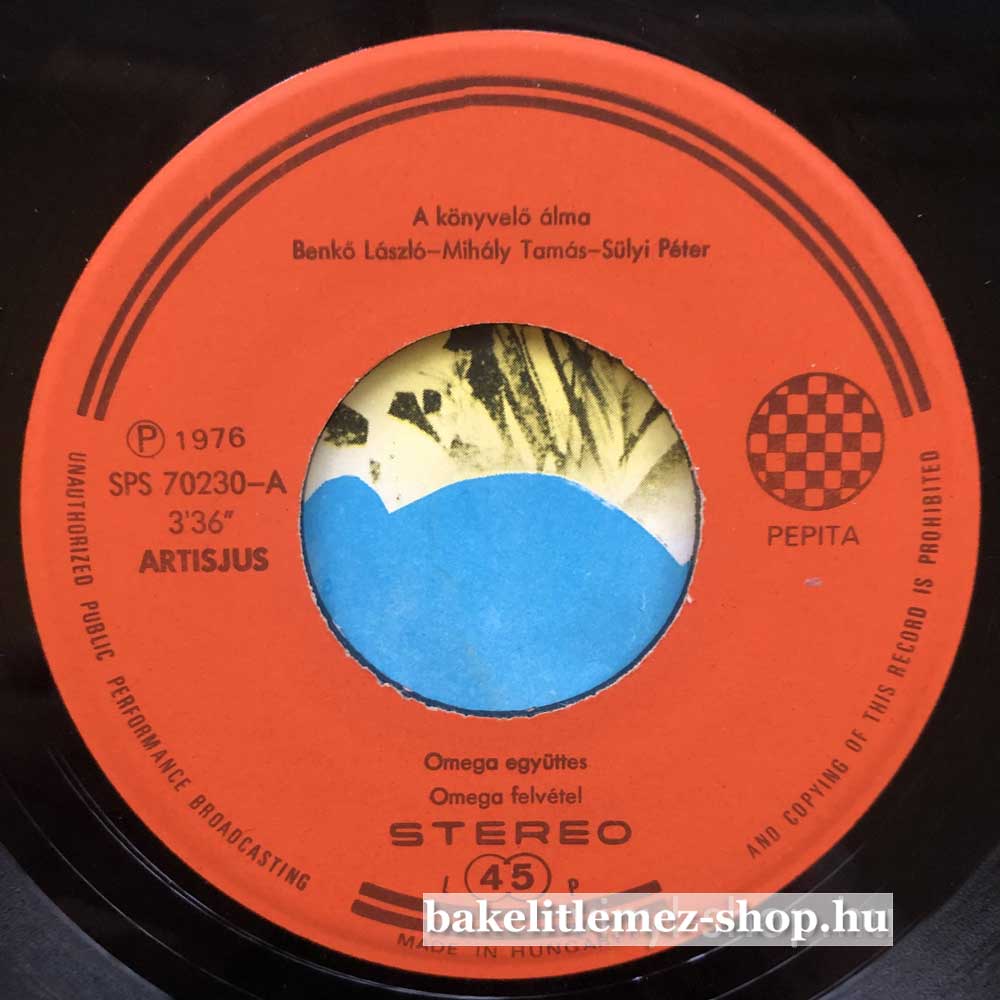 A könyvelő álma
Benkő László–Mihály Tamás–Sülyi Péter
Ⓟ 1976
SPS 70230–A
3'36"
ARTISJUS
PEPITA
UNAUTHORIZED PUBLIC PERFORMANCE BROADCASTING
AND COPYING OF THIS RECORD IS PROHIBITED
Omega együttes
Omega felvétel
STEREO
L 45 P
MADE IN HUNGARY
bakelitlemez-shop.hu